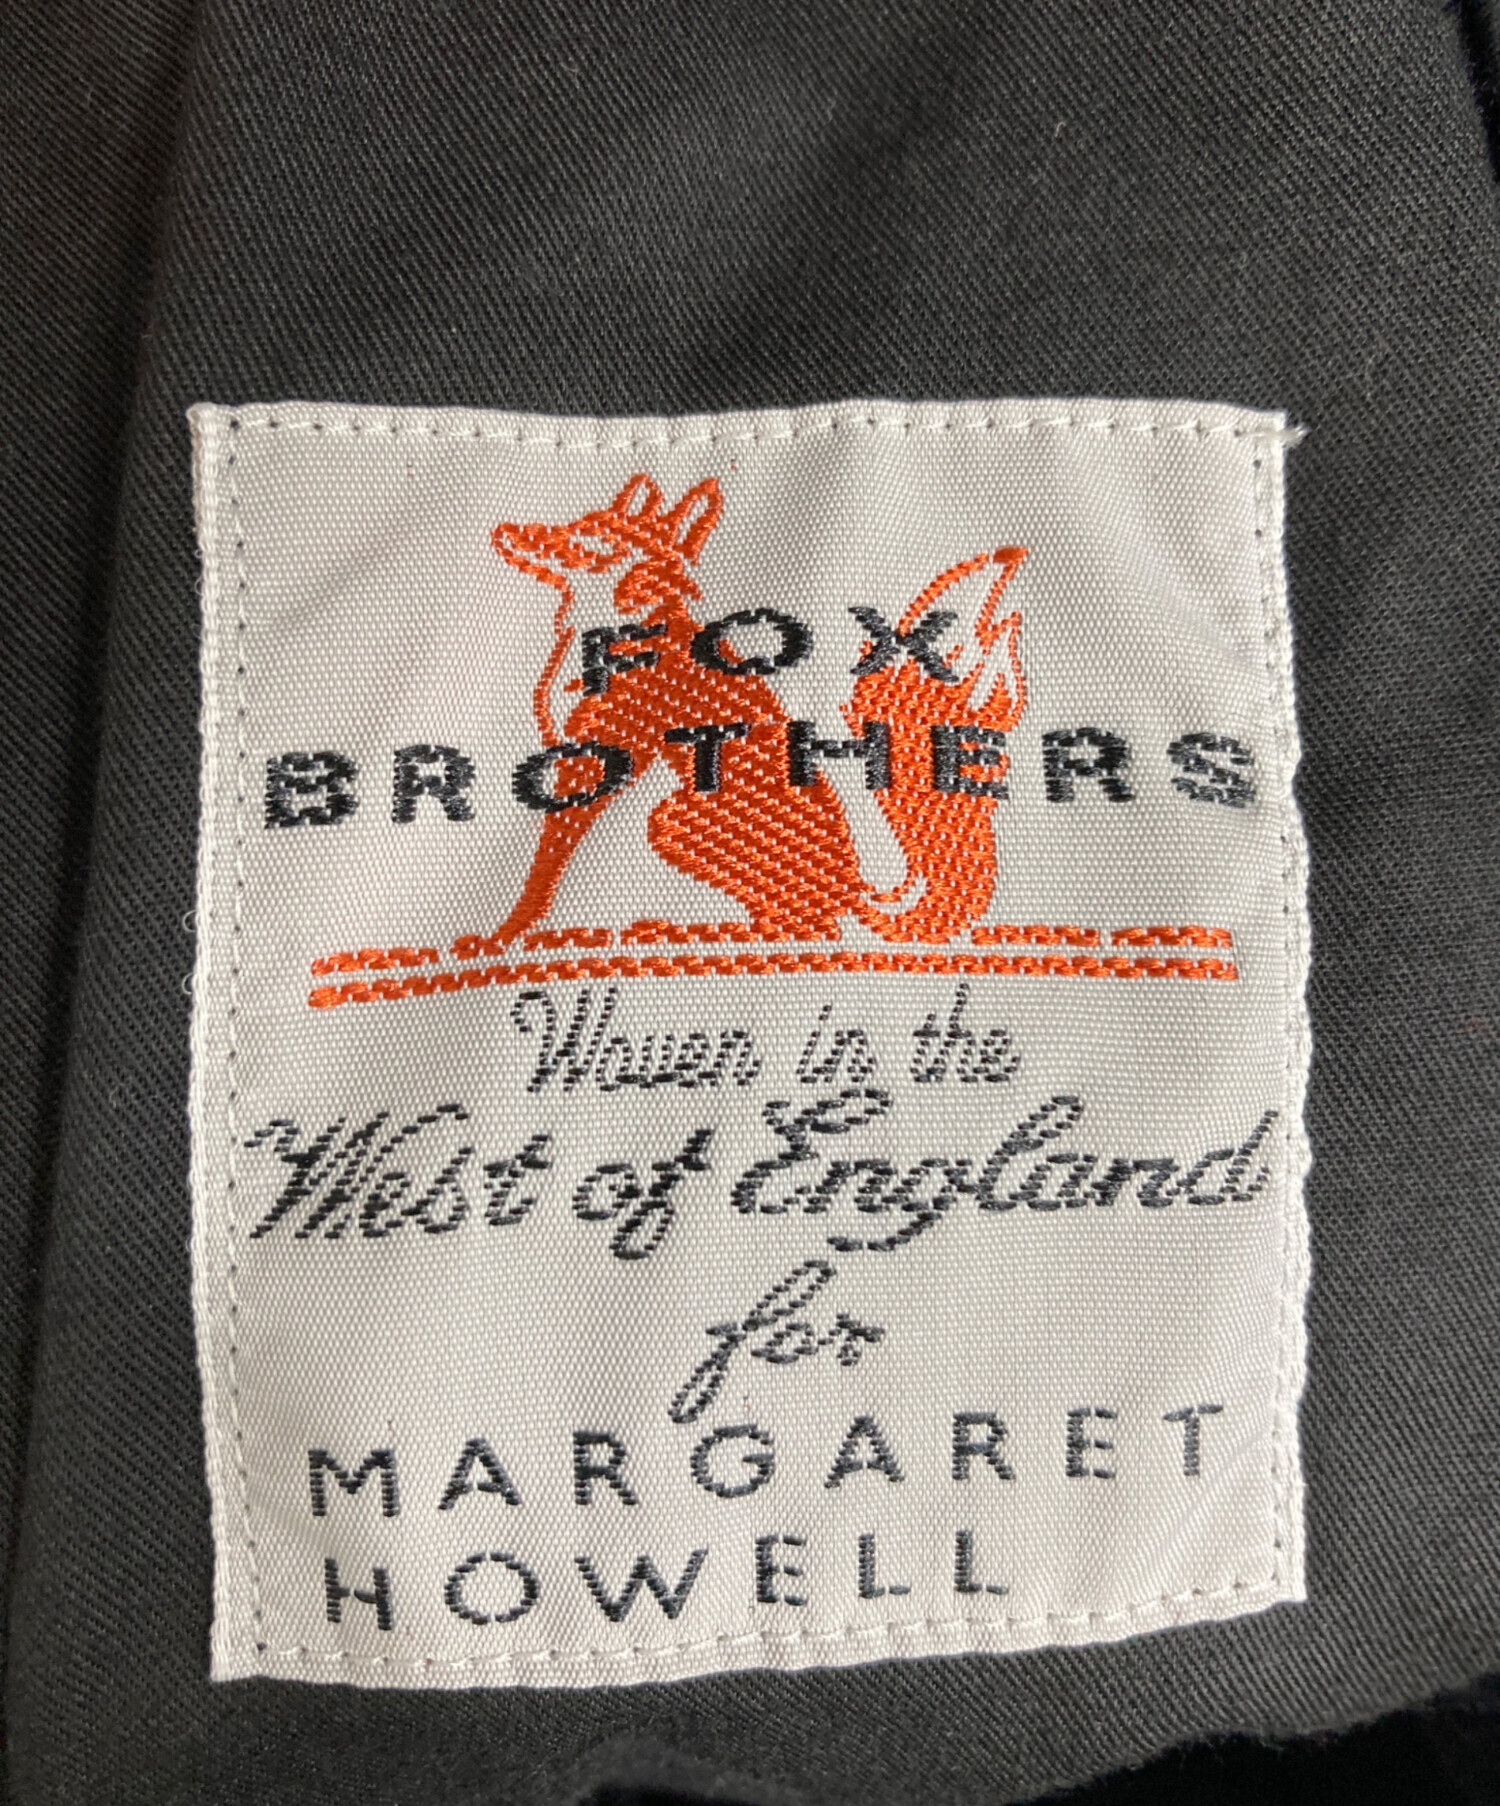 FOX
BROTHERS
Woven in the
West of England
for
MARGARET
HOWELL